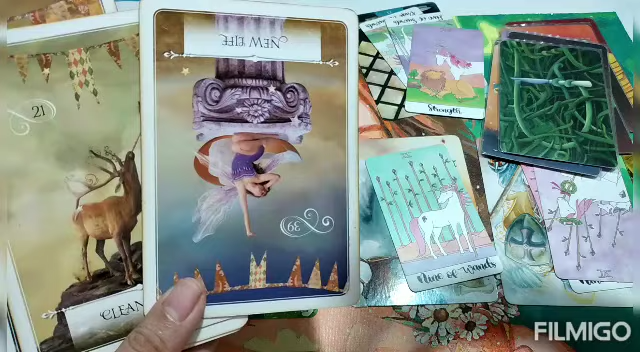 21
NEW LIFE
39
CLEAN
Strength
Nine of Wands
FILMIGO